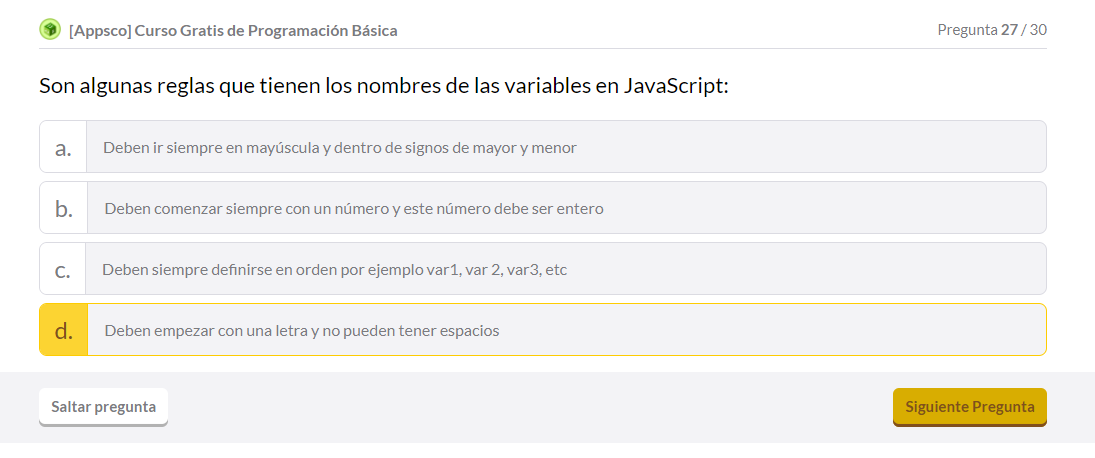 [Appsco] Curso Gratis de Programación Básica
Pregunta 27 / 30
Son algunas reglas que tienen los nombres de las variables en JavaScript:
a. Deben ir siempre en mayúscula y dentro de signos de mayor y menor
b. Deben comenzar siempre con un número y este número debe ser entero
c. Deben siempre definirse en orden por ejemplo var1, var 2, var3, etc
d. Deben empezar con una letra y no pueden tener espacios
Saltar pregunta
Siguiente Pregunta